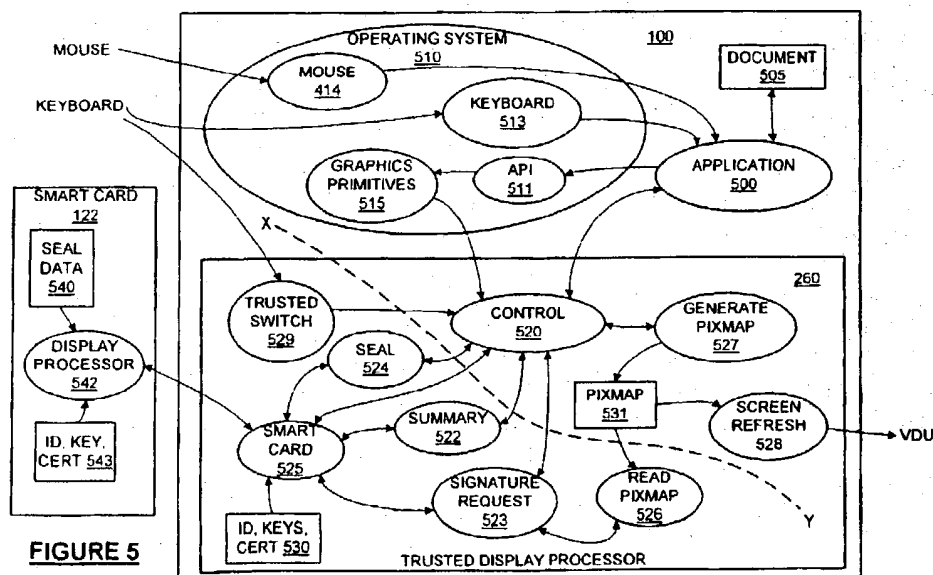 MOUSE
KEYBOARD
OPERATING SYSTEM
510
100
MOUSE
414
KEYBOARD
513
DOCUMENT
505
GRAPHICS
PRIMITIVES
515
API
511
APPLICATION
500
SMART CARD
122
SEAL
DATA
540
DISPLAY
PROCESSOR
542
ID, KEY,
CERT 543
X
260
TRUSTED
SWITCH
529
CONTROL
520
GENERATE
PIXMAP
527
SEAL
524
PIXMAP
531
SCREEN
REFRESH
528
VDU
SMART
CARD
525
SUMMARY
522
SIGNATURE
REQUEST
523
READ
PIXMAP
526
Y
ID, KEYS,
CERT 530
TRUSTED DISPLAY PROCESSOR
FIGURE 5